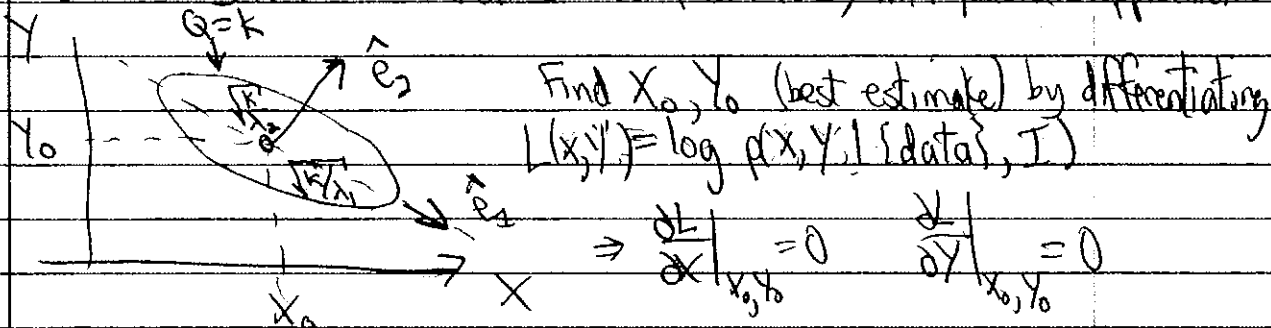 Y
Q=k
ê₂
Find X₀, Y₀ (best estimate) by differentiating
√k/λ₂
Y₀
L(X,Y)=log p(X,Y|{data}, I)
√k/λ₁
ê₁
⇒ ∂L/∂X|X₀,Y₀ =0 ∂L/∂Y|X₀,Y₀ =0
X
X₀